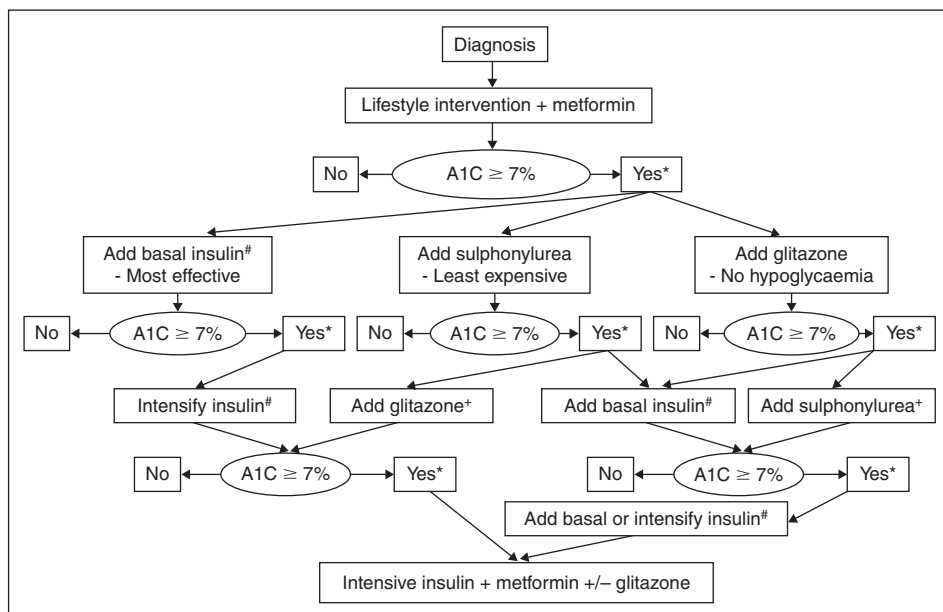 Diagnosis
Lifestyle intervention + metformin
No
A1C ≥ 7%
Yes*
Add basal insulin#
- Most effective
Add sulphonylurea
- Least expensive
Add glitazone
- No hypoglycaemia
No
A1C ≥ 7%
Yes*
No
A1C ≥ 7%
Yes*
No
A1C ≥ 7%
Yes*
Intensify insulin#
Add glitazone+
Add basal insulin#
Add sulphonylurea+
No
A1C ≥ 7%
Yes*
No
A1C ≥ 7%
Yes*
Add basal or intensify insulin#
Intensive insulin + metformin +/– glitazone